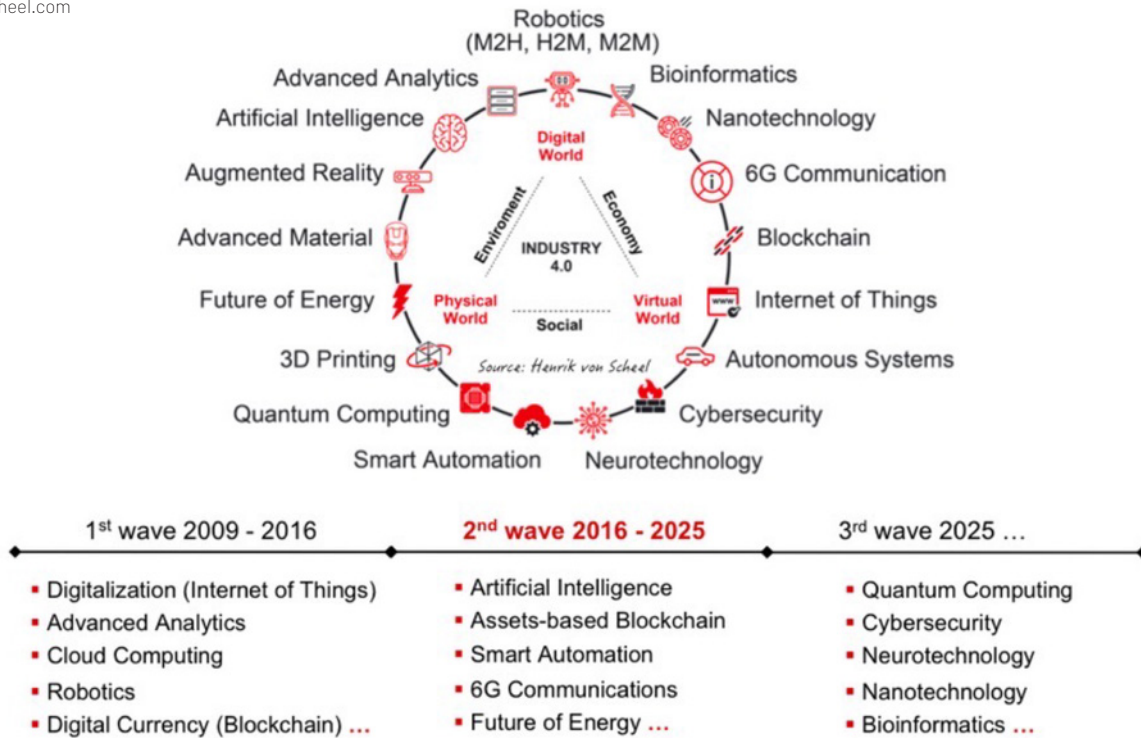 heel.com
Robotics
(M2H, H2M, M2M)
Advanced Analytics
Bioinformatics
Artificial Intelligence
Nanotechnology
Digital
World
Augmented Reality
6G Communication
Enviroment
Economy
Advanced Material
Blockchain
INDUSTRY
4.0
Future of Energy
Physical
World
Virtual
World
www
Internet of Things
Social
3D Printing
Autonomous Systems
Source: Henrik von Scheel
Quantum Computing
Cybersecurity
Smart Automation
Neurotechnology
1st wave 2009 - 2016
2nd wave 2016 - 2025
3rd wave 2025 ...
▪ Digitalization (Internet of Things)
▪ Advanced Analytics
▪ Cloud Computing
▪ Robotics
▪ Digital Currency (Blockchain) ...
▪ Artificial Intelligence
▪ Assets-based Blockchain
▪ Smart Automation
▪ 6G Communications
▪ Future of Energy ...
▪ Quantum Computing
▪ Cybersecurity
▪ Neurotechnology
▪ Nanotechnology
▪ Bioinformatics ...